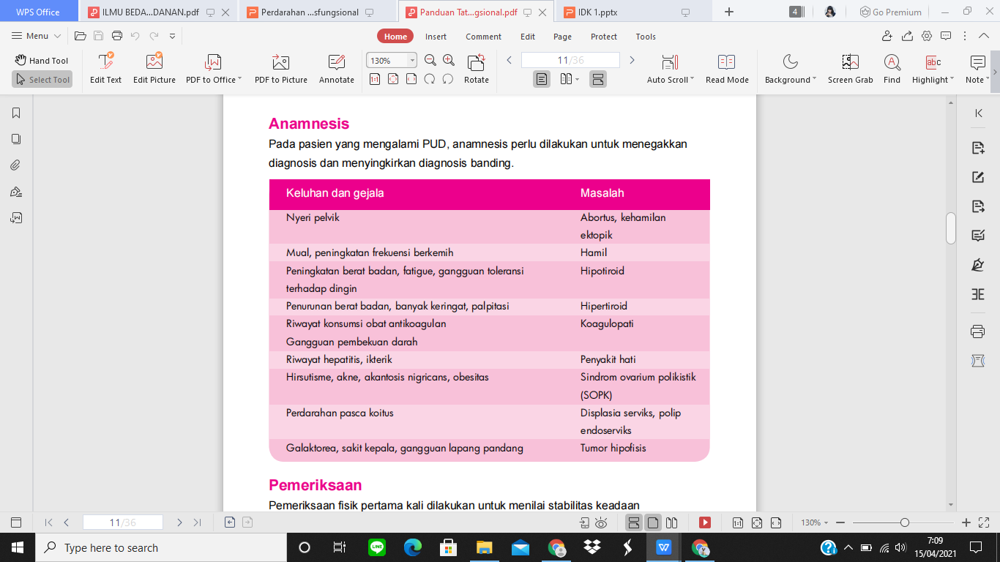 WPS Office
ILMU BEDA...DANAN.pdf
Perdarahan ...sfungsional
Panduan Tat...gsional.pdf
IDK 1.pptx
4
Go Premium
Menu
Home
Insert
Comment
Edit
Page
Protect
Tools
Hand Tool
Select Tool
Edit Text
Edit Picture
PDF to Office
PDF to Picture
Annotate
130%
Rotate
11/36
Auto Scroll
Read Mode
Background
Screen Grab
Find
Highlight
Note
Anamnesis
Pada pasien yang mengalami PUD, anamnesis perlu dilakukan untuk menegakkan
diagnosis dan menyingkirkan diagnosis banding.
Keluhan dan gejala Masalah
Nyeri pelvik Abortus, kehamilan
ektopik
Mual, peningkatan frekuensi berkemih Hamil
Peningkatan berat badan, fatigue, gangguan toleransi Hipotiroid
terhadap dingin
Penurunan berat badan, banyak keringat, palpitasi Hipertiroid
Riwayat konsumsi obat antikoagulan Koagulopati
Gangguan pembekuan darah
Riwayat hepatitis, ikterik Penyakit hati
Hirsutisme, akne, akantosis nigricans, obesitas Sindrom ovarium polikistik
(SOPK)
Perdarahan pasca koitus Displasia serviks, polip
endoserviks
Galaktorea, sakit kepala, gangguan lapang pandang Tumor hipofisis
Pemeriksaan
Pemeriksaan fisik pertama kali dilakukan untuk menilai stabilitas keadaan
11/36
130%
Type here to search
LINE
7:09
15/04/2021